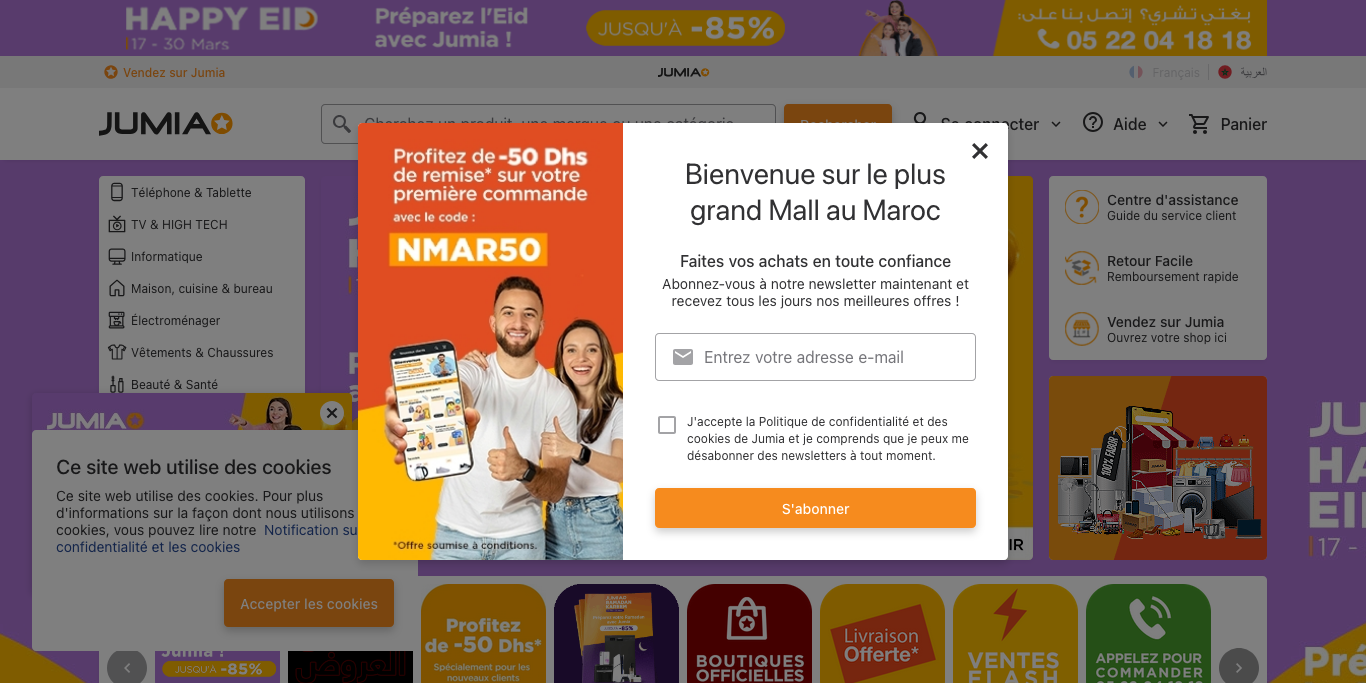 HAPPY EID
17 - 30 Mars
Préparez l'Eid
avec Jumia !
JUSQU'À -85%
بغيتي تشري؟ إتصل بنا على:
05 22 04 18 18
Vendez sur Jumia
JUMIA
Français
العربية
JUMIA
Cherchez un produit, une marque ou une catégorie
Rechercher
Se connecter
Aide
Panier
Téléphone & Tablette
TV & HIGH TECH
Informatique
Maison, cuisine & bureau
Électroménager
Vêtements & Chaussures
Beauté & Santé
Profitez de -50 Dhs
de remise* sur votre
première commande
avec le code :
NMAR50
*Offre soumise à conditions.
Bienvenue sur le plus
grand Mall au Maroc
Faites vos achats en toute confiance
Abonnez-vous à notre newsletter maintenant et
recevez tous les jours nos meilleures offres !
Entrez votre adresse e-mail
J'accepte la Politique de confidentialité et des
cookies de Jumia et je comprends que je peux me
désabonner des newsletters à tout moment.
S'abonner
Centre d'assistance
Guide du service client
Retour Facile
Remboursement rapide
Vendez sur Jumia
Ouvrez votre shop ici
100% FABOR
JUMIA
Ce site web utilise des cookies
Ce site web utilise des cookies. Pour plus
d'informations sur la façon dont nous utilisons
cookies, vous pouvez lire notre Notification su
confidentialité et les cookies
Accepter les cookies
IR
JU
HA
EI
17 -
Jumia !
JUSQU'À -85%
Profitez
de -50 Dhs*
Spécialement pour les
nouveaux clients
-85%
BOUTIQUES
OFFICIELLES
Livraison
Offerte*
VENTES
FLASH
APPELEZ POUR
COMMANDER
05 22 04 18 18
Pré